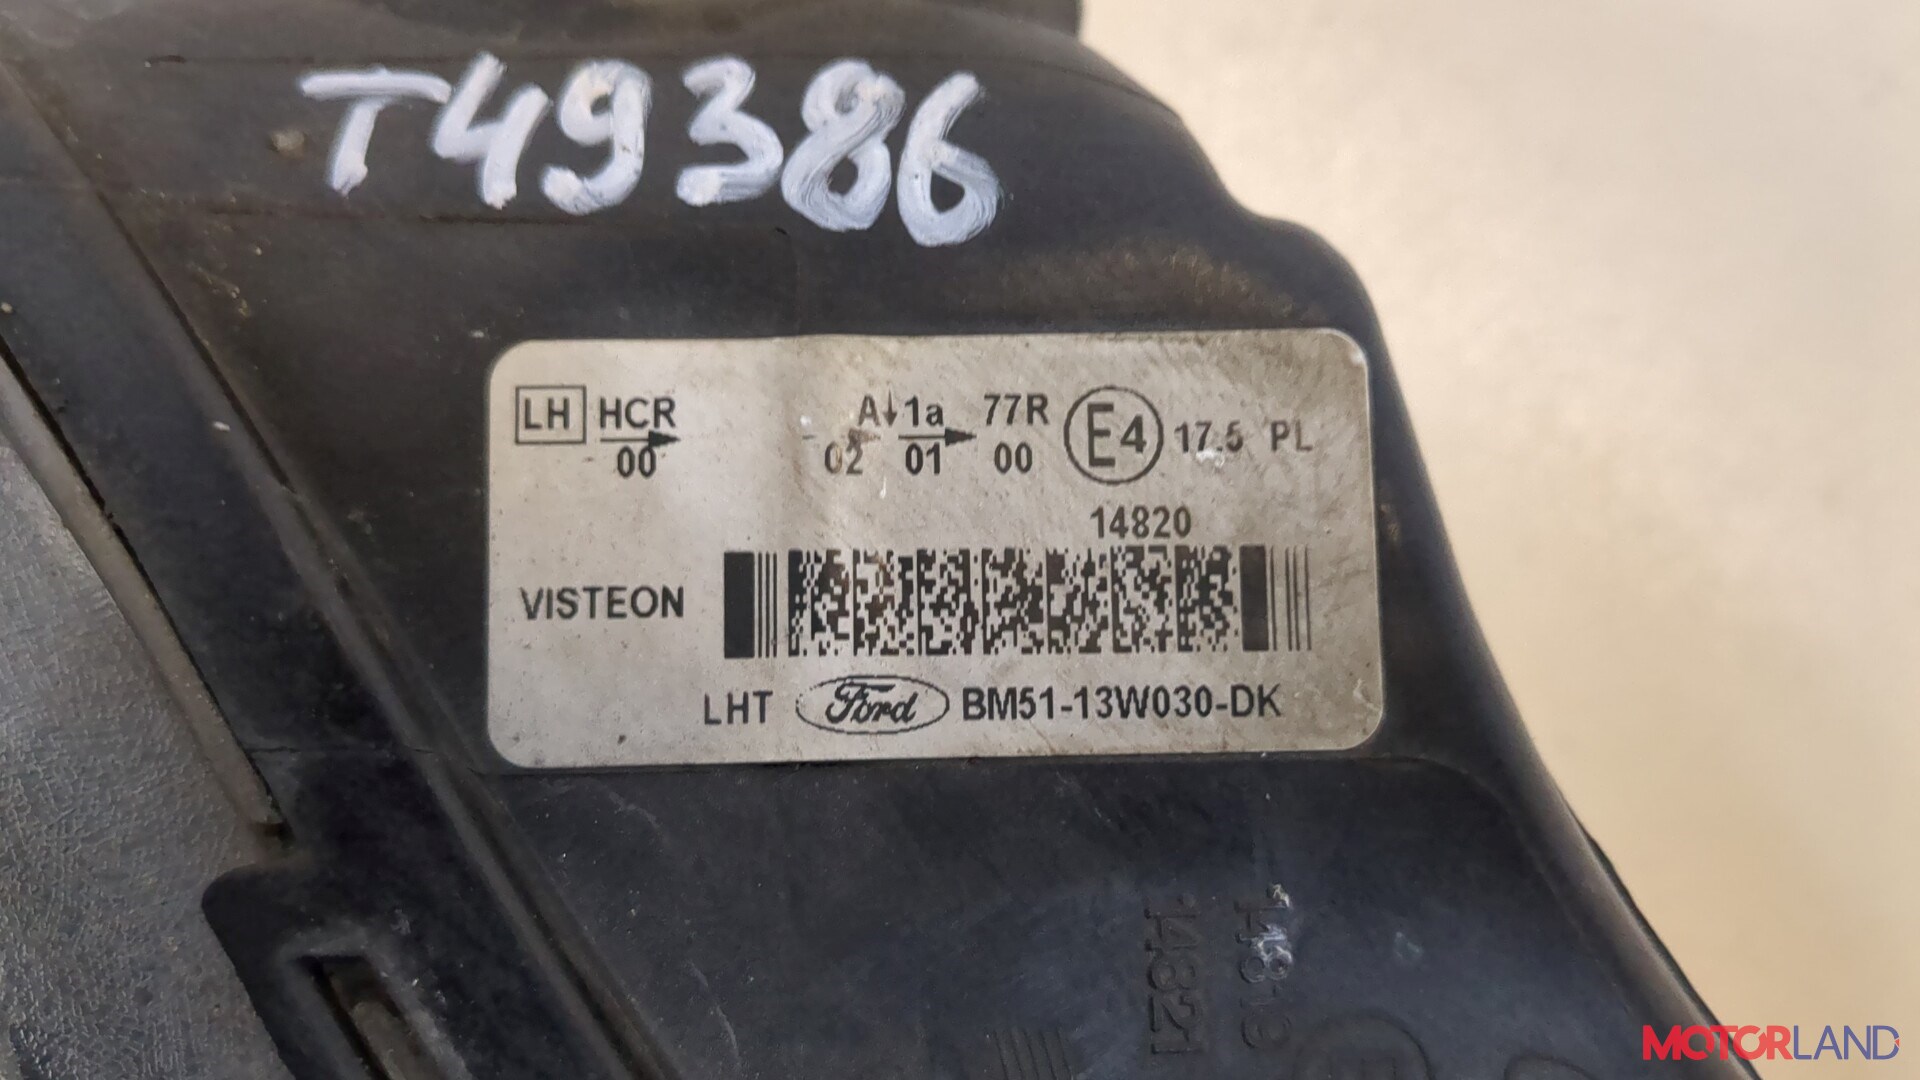 T49386
LH HCR A↓1a 77R E4 17.5 PL
00 02 01 00
14820
VISTEON
LHT Ford BM51-13W030-DK
14819
14821
MOTORLAND